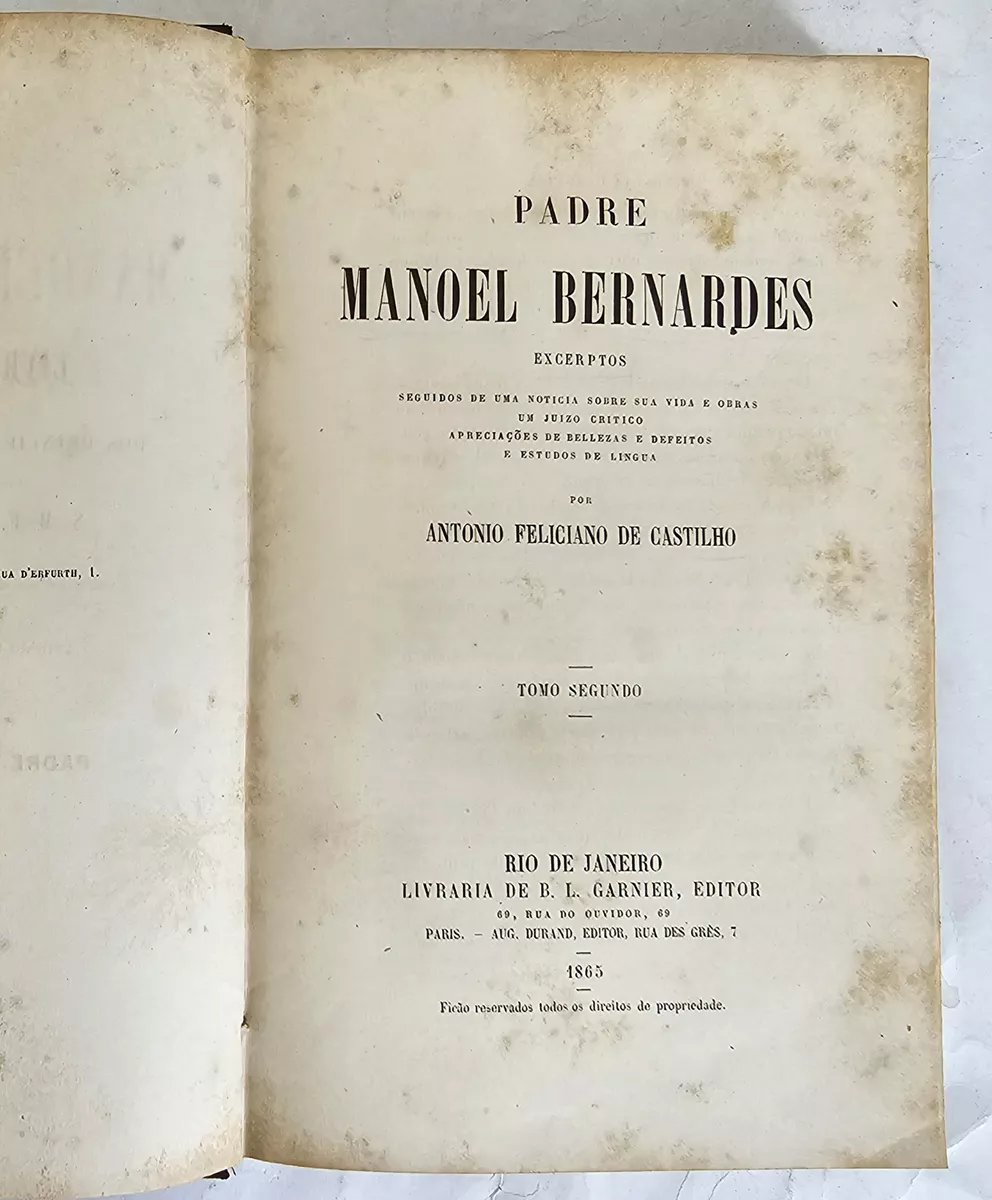 UA D'ERFURTH, 1.
PADRE
MANOEL BERNARDES
EXCERPTOS
SEGUIDOS DE UMA NOTICIA SOBRE SUA VIDA E OBRAS
UM JUIZO CRITICO
APRECIAÇÕES DE BELLEZAS E DEFEITOS
E ESTUDOS DE LINGUA
POR
ANTONIO FELICIANO DE CASTILHO
TOMO SEGUNDO
RIO DE JANEIRO
LIVRARIA DE B. L. GARNIER, EDITOR
69, RUA DO OUVIDOR, 69
PARIS. — AUG. DURAND, EDITOR, RUA DES GRÈS, 7
1865
Ficão reservados todos os direitos de propriedade.